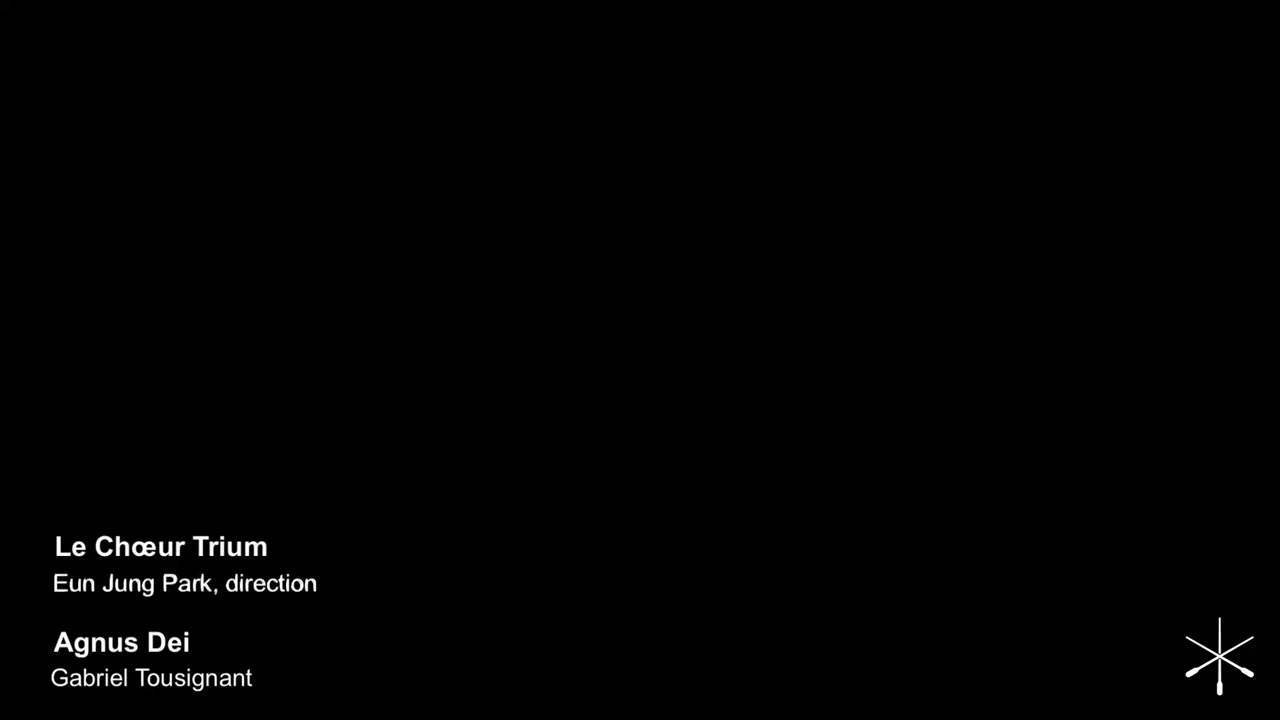 Le Chœur Trium
Eun Jung Park, direction
Agnus Dei
Gabriel Tousignant